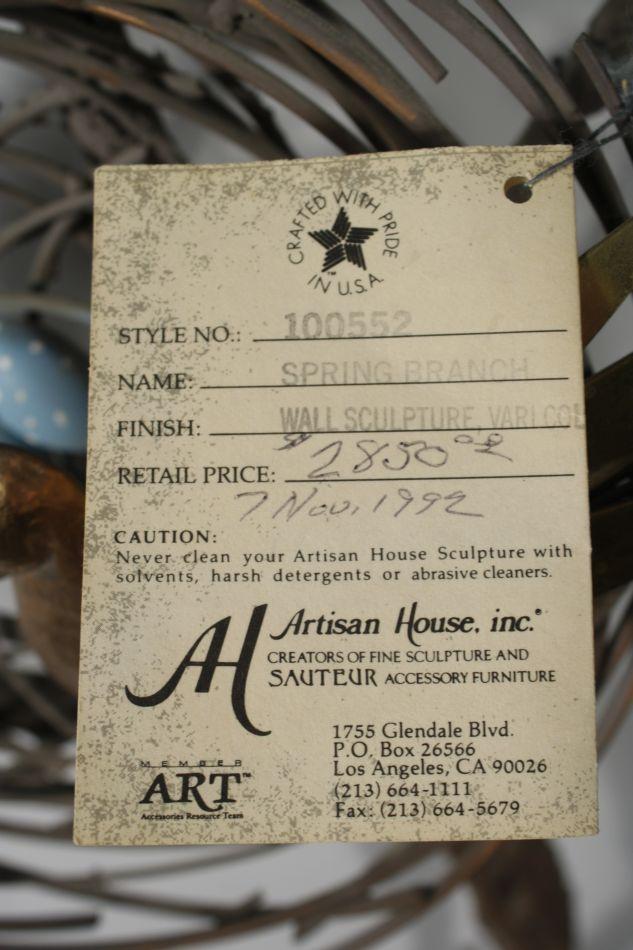 CRAFTED WITH PRIDE
IN U.S.A.
™
STYLE NO.: 100552
NAME: SPRING BRANCH
FINISH: WALL SCULPTURE, VARI COL
RETAIL PRICE: $2850.00
7 Nov, 1992
CAUTION:
Never clean your Artisan House Sculpture with
solvents, harsh detergents or abrasive cleaners.
AH Artisan House, inc.®
CREATORS OF FINE SCULPTURE AND
SAUTEUR ACCESSORY FURNITURE
1755 Glendale Blvd.
P.O. Box 26566
Los Angeles, CA 90026
(213) 664-1111
Fax: (213) 664-5679
MEMBER
ART™
Accessories Resource Team